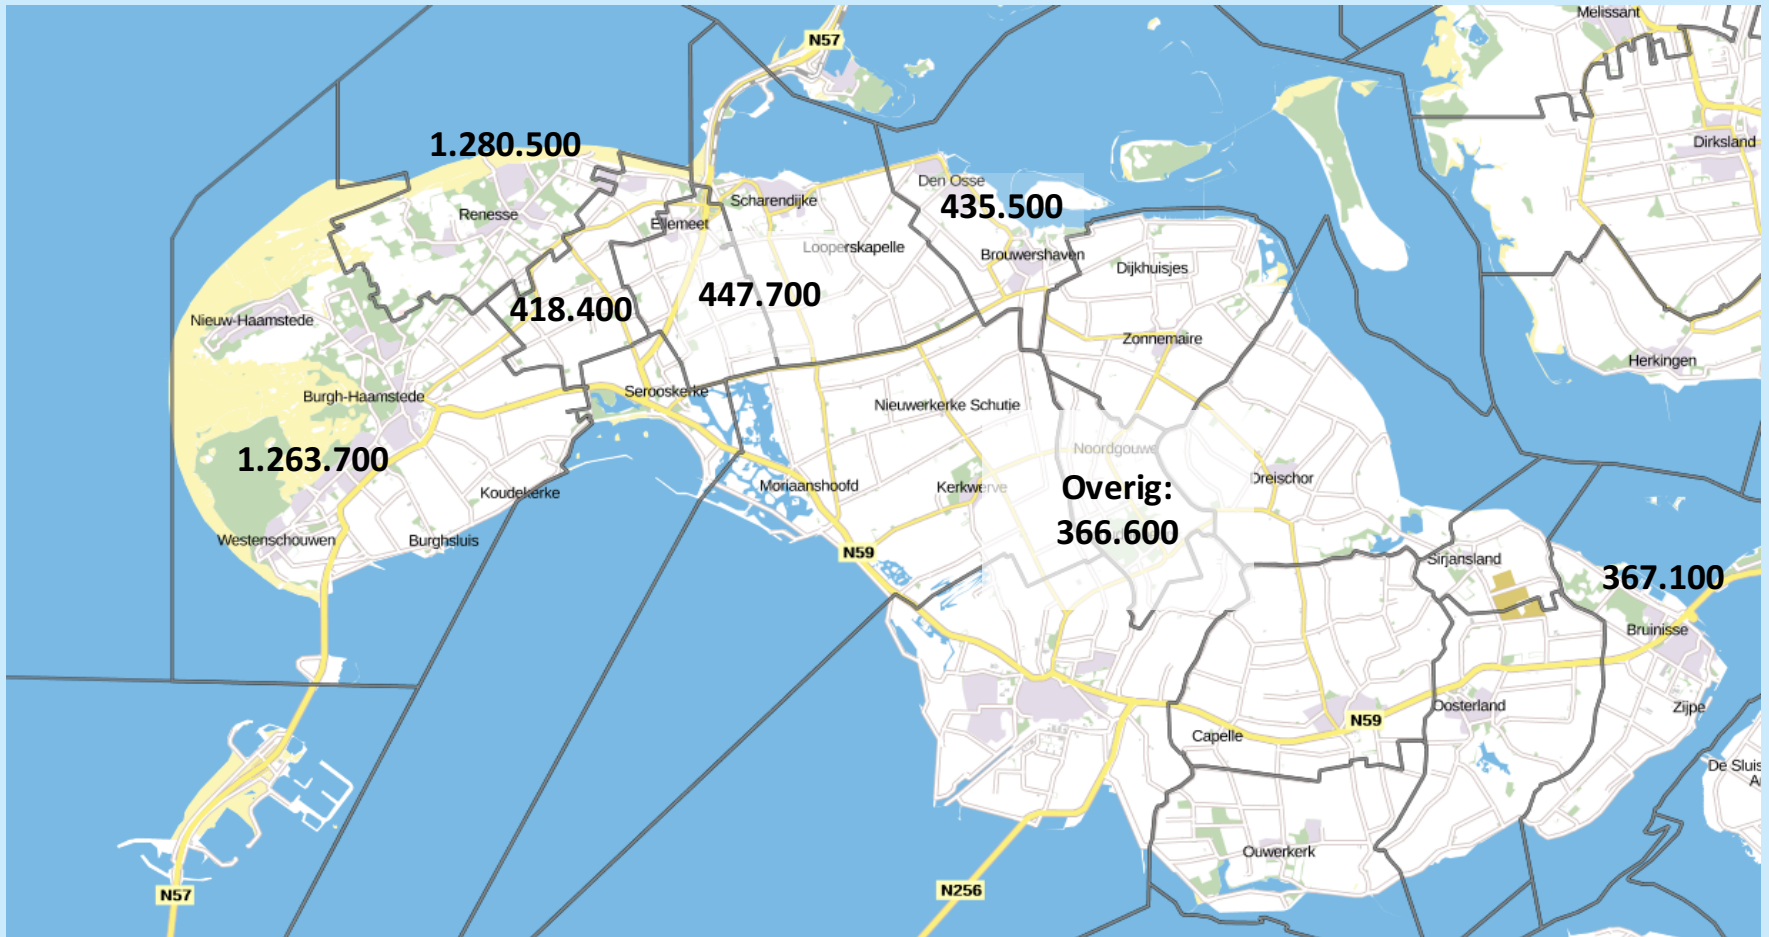 Melissant
N57
Dirksland
1.280.500
Den Osse
Scharendijke
435.500
Renesse
Ellemeet
Looperskapelle
Brouwershaven
Dijkhuisjes
447.700
418.400
Nieuw-Haamstede
Zonnemaire
Herkingen
Serooskerke
Burgh-Haamstede
Nieuwerkerke Schutje
Noordgouwe
1.263.700
Dreischor
Moriaanshoofd
Kerkwerve
Overig:
Koudekerke
366.600
Westenschouwen
Burghsluis
N59
Sirjansland
367.100
Bruinisse
Oosterland
Zijpe
N59
Capelle
De Sluis
A
Ouwerkerk
N57
N256